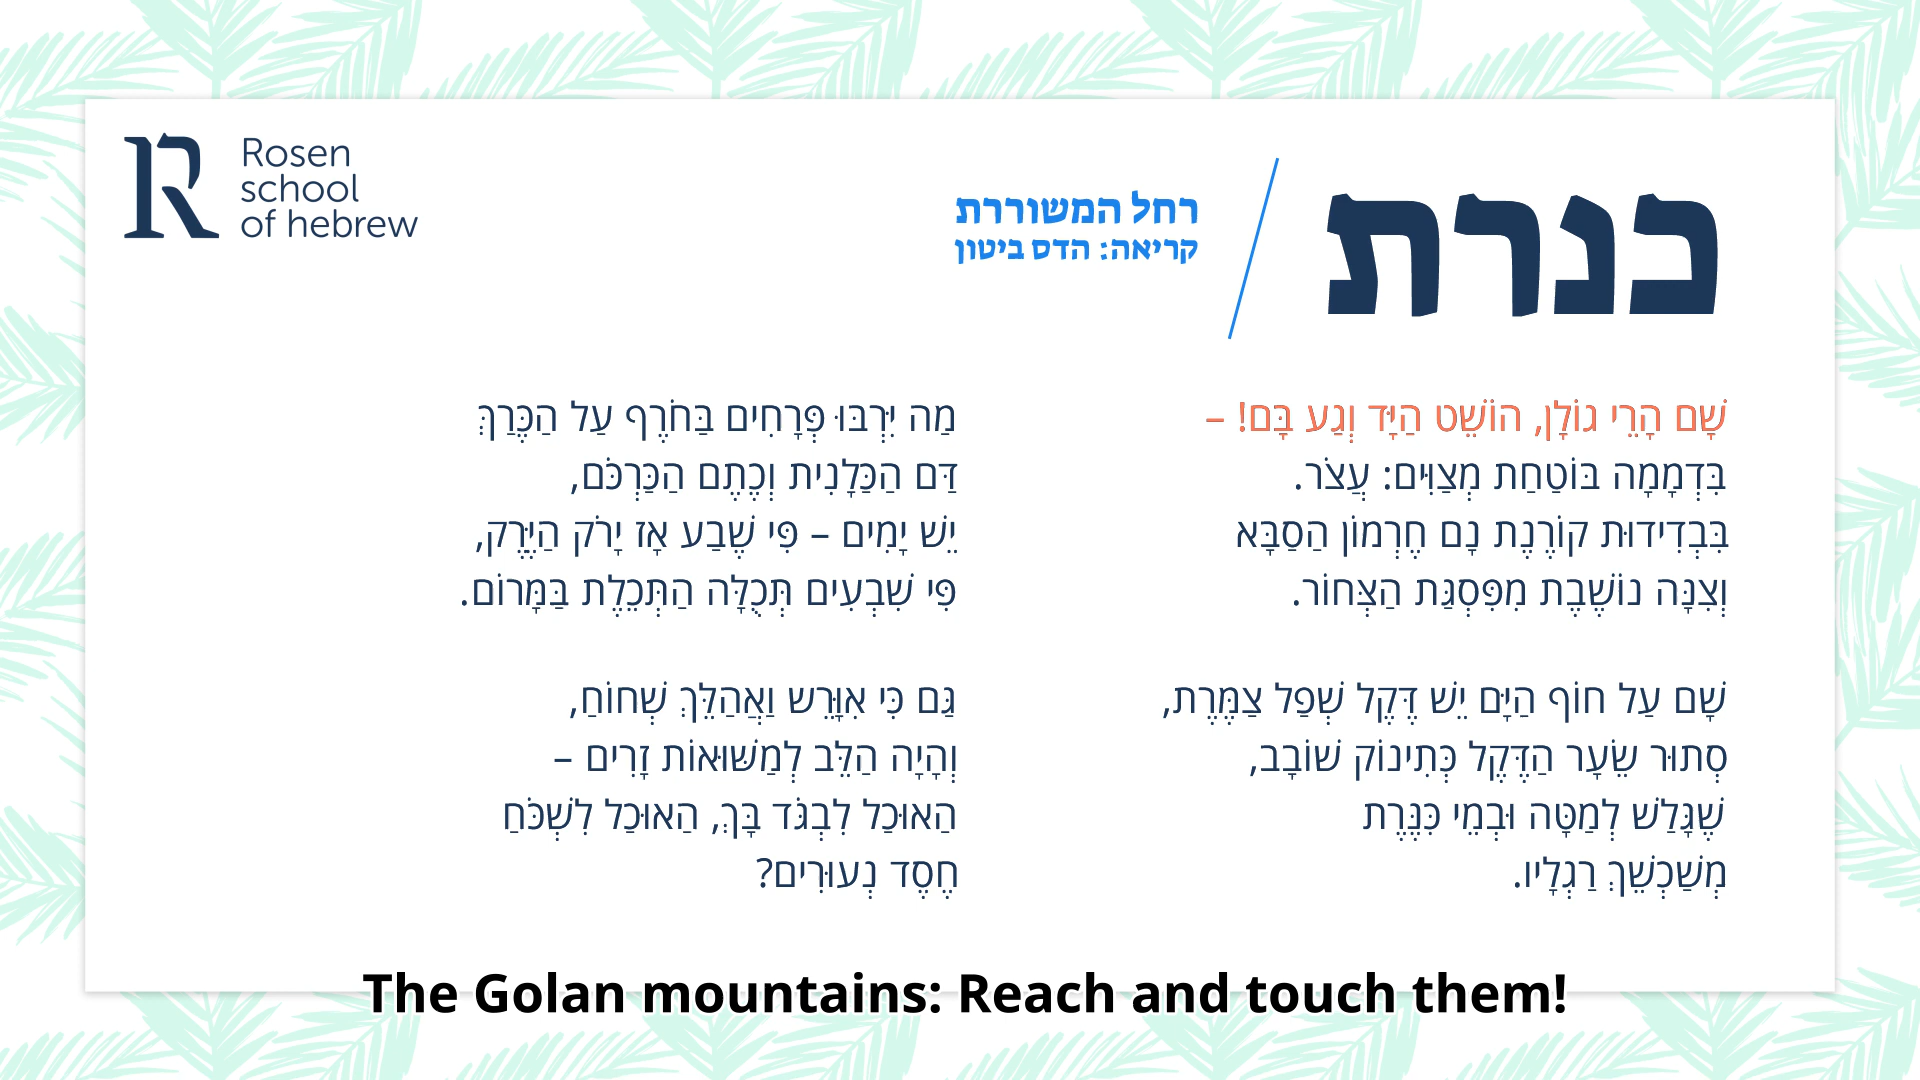 Rosen
school
of hebrew
כנרת
רחל המשוררת
קריאה: הדס ביטון
שָׁם הָרֵי גוֹלָן, הוֹשֵׁט הַיָּד וְגַע בָּם! –
בִּדְמָמָה בּוֹטַחַת מְצַוִּים: עֲצֹר.
בִּבְדִידוּת קוֹרֶנֶת נָם חֶרְמוֹן הַסַבָּא
וְצִנָּה נוֹשֶׁבֶת מִפִּסְגַּת הַצְּחוֹר.
שָׁם עַל חוֹף הַיָּם יֵשׁ דֶּקֶל שְׁפַל צַמֶּרֶת,
סְתוּר שֵׂעָר הַדֶּקֶל כְּתִינוֹק שׁוֹבָב,
שֶׁגָּלַשׁ לְמַטָּה וּבְמֵי כִּנֶּרֶת
מְשַׁכְשֵׁךְ רַגְלָיו.
מַה יִּרְבּוּ פְּרָחִים בַּחֹרֶף עַל הַכֶּרַךְ
דַּם הַכַּלָנִית וְכֶתֶם הַכַּרְכֹּם,
יֵשׁ יָמִים – פִּי שֶׁבַע אָז יָרֹק הַיֶּרֶק,
פִּי שִׁבְעִים תְּכֻלָּה הַתְּכֵלֶת בַּמָּרוֹם.
גַּם כִּי אִוָּרֵשׁ וַאֲהַלֵּךְ שְׁחוֹחַ,
וְהָיָה הַלֵּב לְמַשּׂוּאוֹת זָרִים –
הַאוּכַל לִבְגֹּד בָּךְ, הַאוּכַל לִשְׁכֹּחַ
חֶסֶד נְעוּרִים?
The Golan mountains: Reach and touch them!